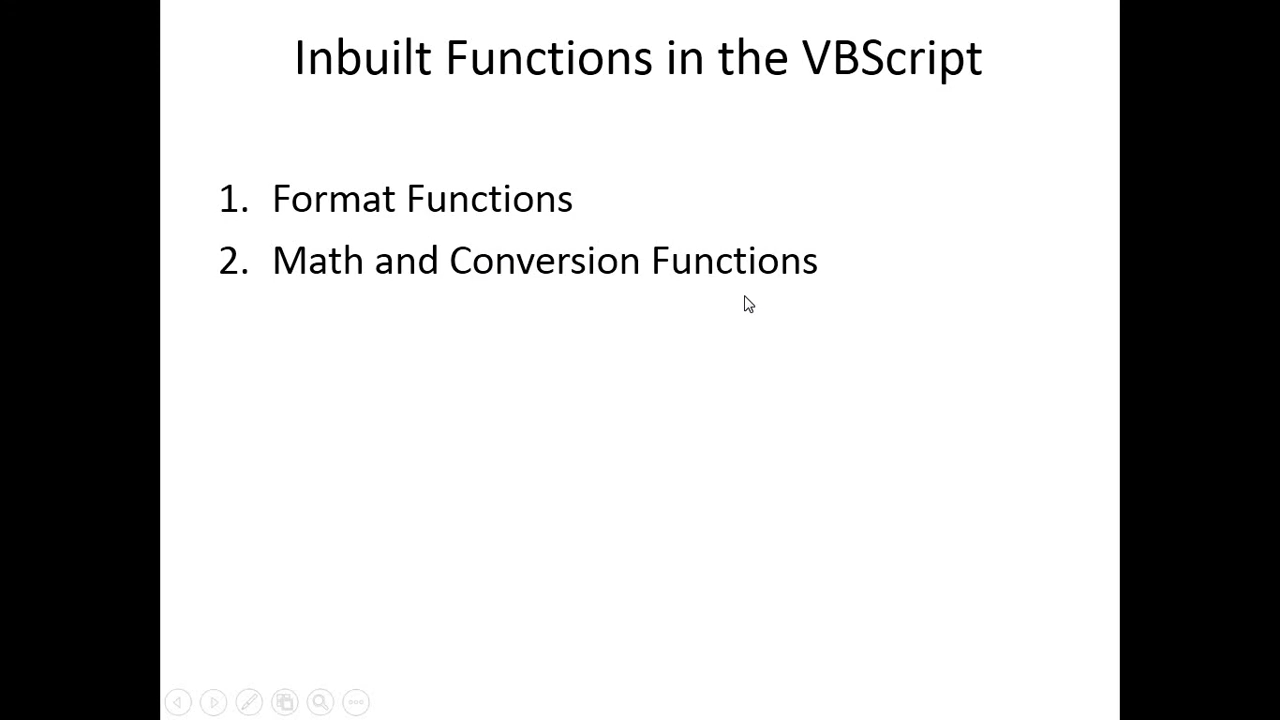 Inbuilt Functions in the VBScript
1. Format Functions
2. Math and Conversion Functions